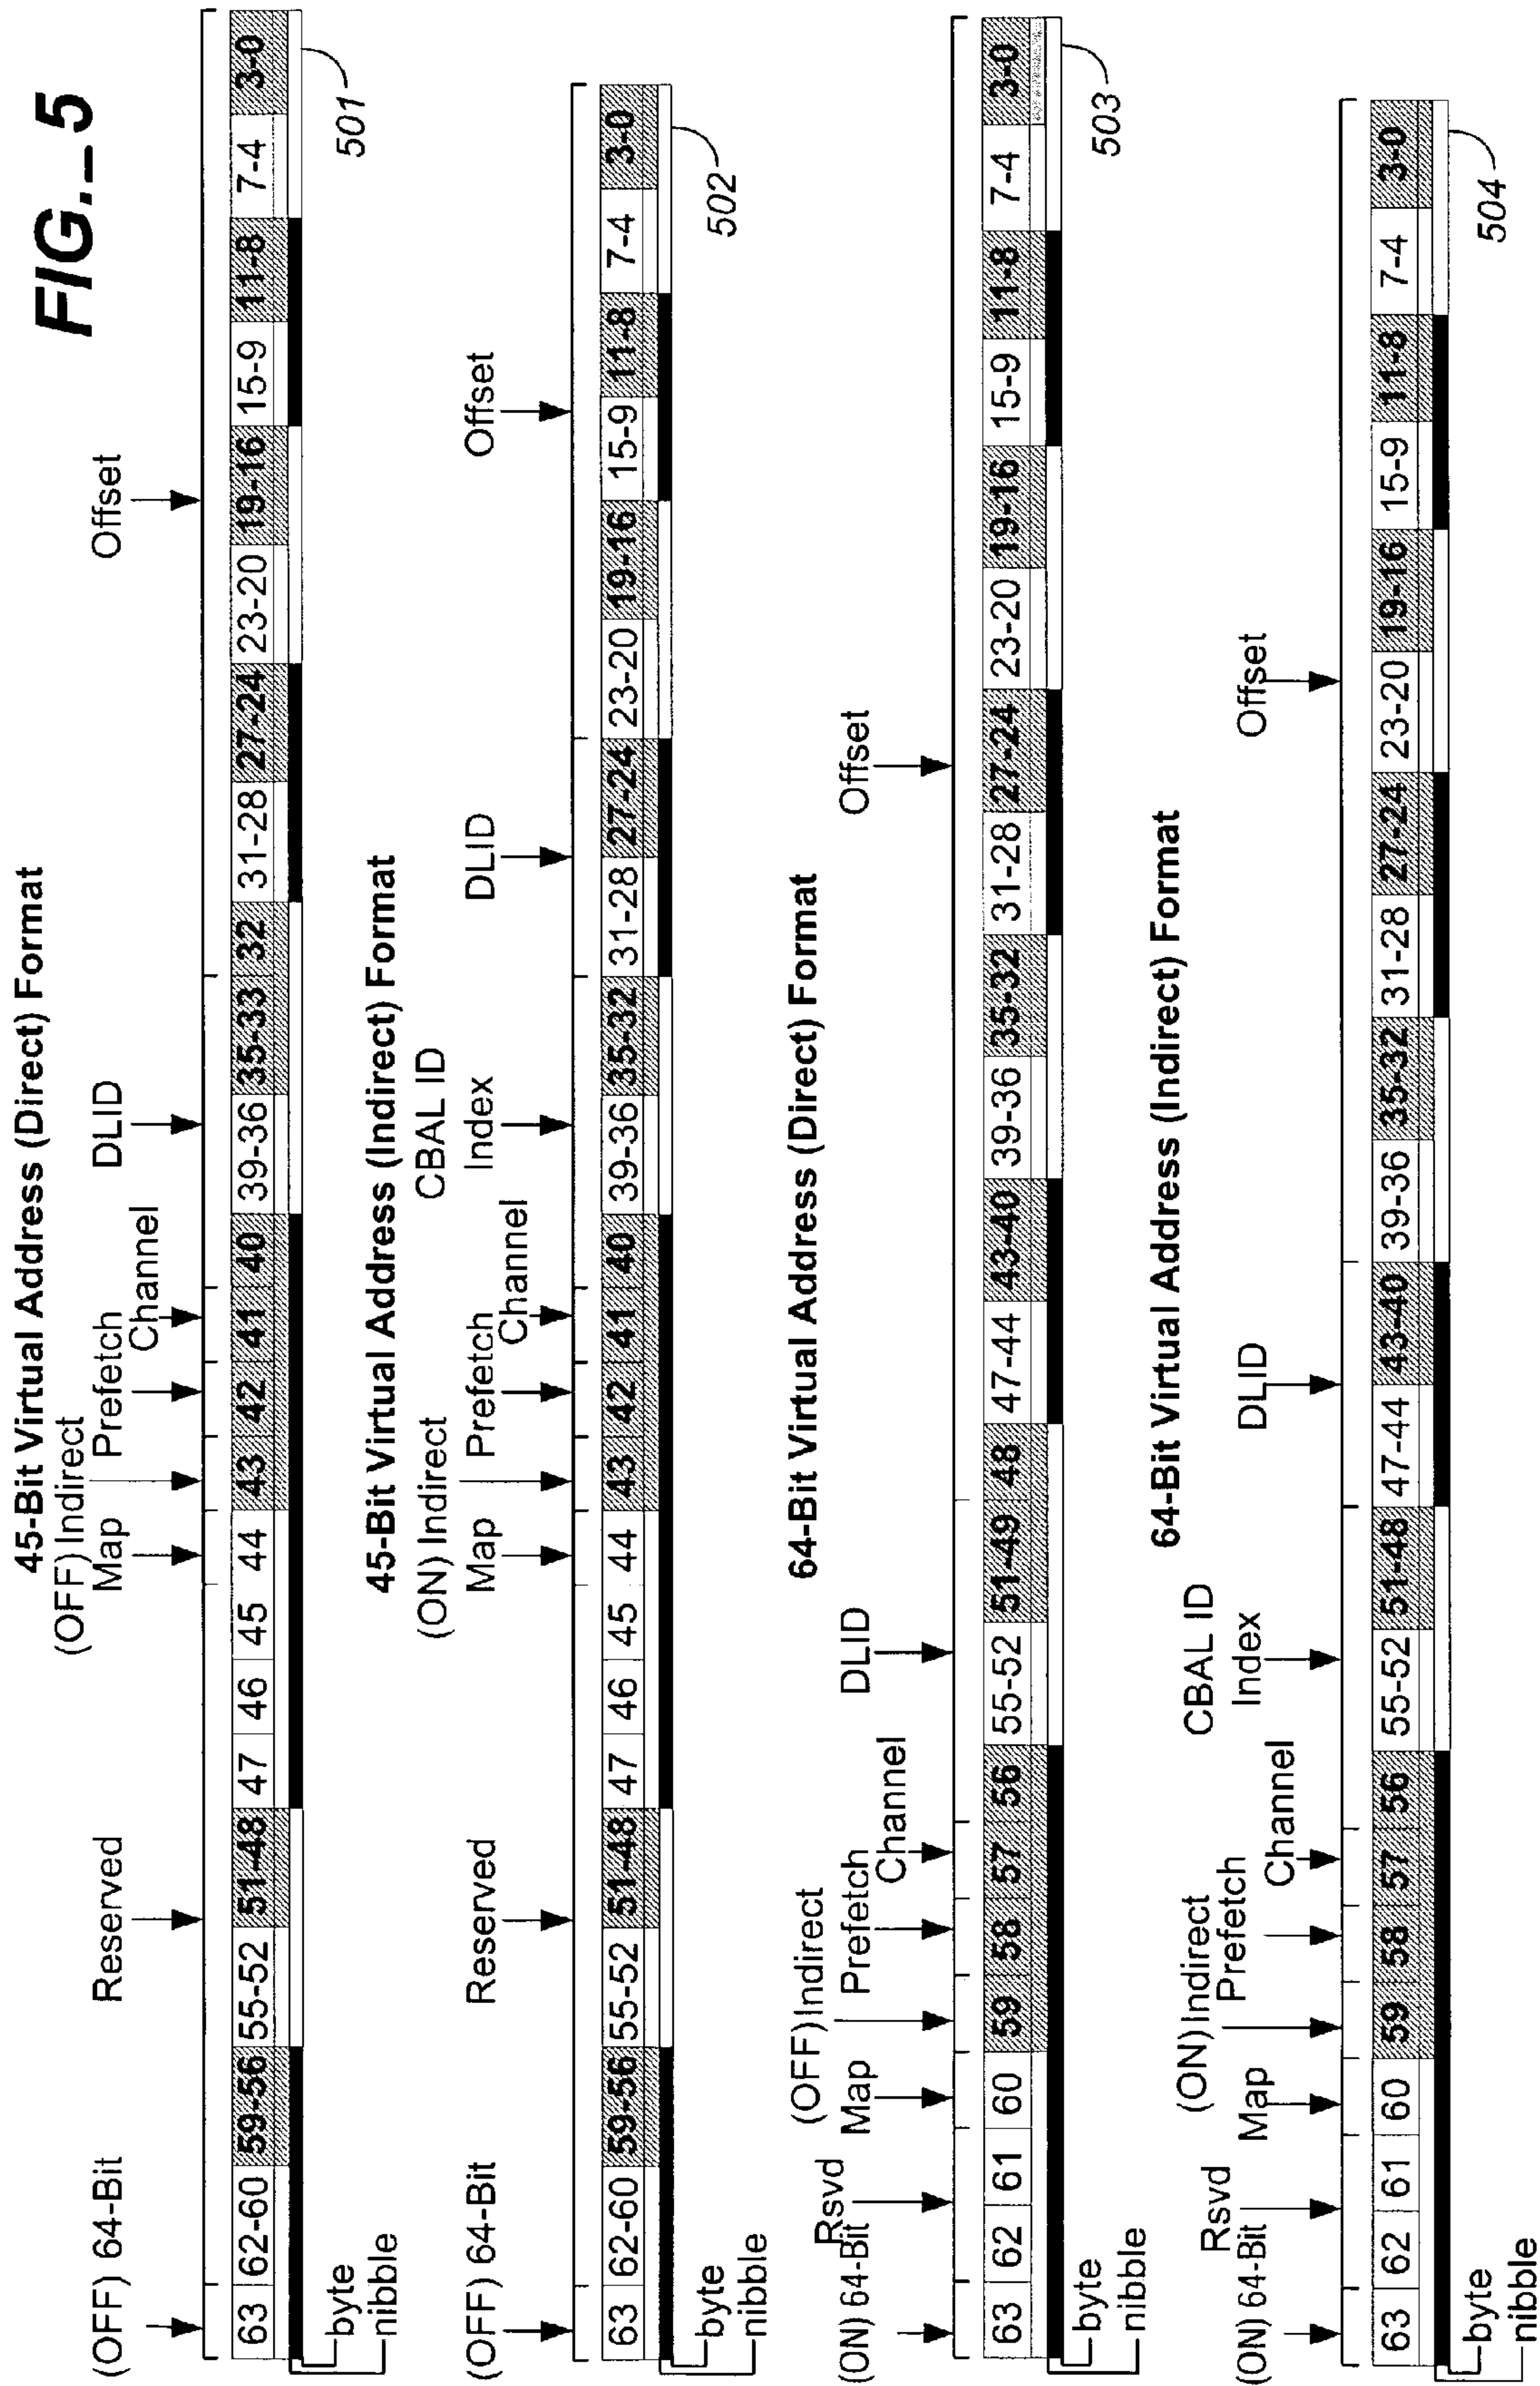 FIG._5
45-Bit Virtual Address (Direct) Format
(OFF) 64-Bit Reserved (OFF) Indirect Map Prefetch Channel DLID Offset
63 62-60 59-56 55-52 51-48 47 46 45 44 43 42 41 40 39-36 35-33 32 31-28 27-24 23-20 19-16 15-9 11-8 7-4 3-0
byte
nibble
501
45-Bit Virtual Address (Indirect) Format
(OFF) 64-Bit Reserved (ON) Indirect Map Prefetch Channel CBAL ID Index DLID Offset
63 62-60 59-56 55-52 51-48 47 46 45 44 43 42 41 40 39-36 35-32 31-28 27-24 23-20 19-16 15-9 11-8 7-4 3-0
byte
nibble
502
64-Bit Virtual Address (Direct) Format
(ON) 64-Bit Rsvd (OFF) Indirect Map Prefetch Channel DLID Offset
63 62 61 60 59 58 57 56 55-52 51-49 48 47-44 43-40 39-36 35-32 31-28 27-24 23-20 19-16 15-9 11-8 7-4 3-0
byte
nibble
503
64-Bit Virtual Address (Indirect) Format
(ON) 64-Bit Rsvd Map (ON) Indirect Prefetch Channel CBAL ID Index DLID Offset
63 62 61 60 59 58 57 56 55-52 51-48 47-44 43-40 39-36 35-32 31-28 27-24 23-20 19-16 15-9 11-8 7-4 3-0
byte
nibble
504